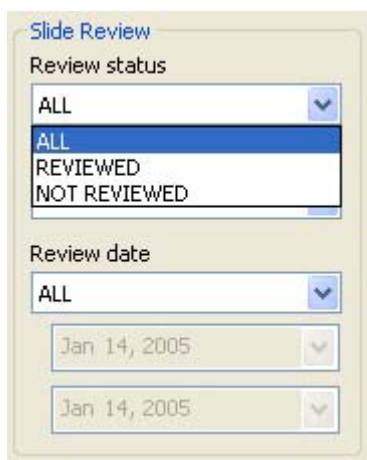 Slide Review
Review status
ALL
ALL
REVIEWED
NOT REVIEWED
Review date
ALL
Jan 14, 2005
Jan 14, 2005